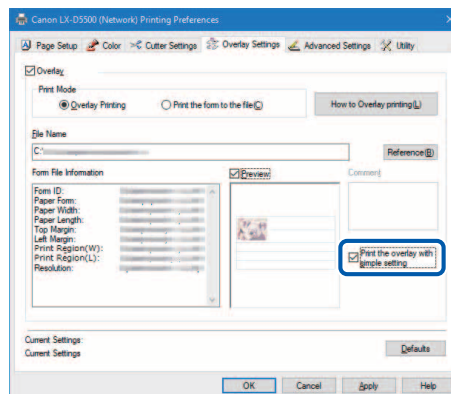 Canon LX-D5500 (Network) Printing Preferences
Page Setup Color Cutter Settings Overlay Settings Advanced Settings Utility
Overlay
Print Mode
Overlay Printing Print the form to the file(C) How to Overlay printing(L)
File Name
C:
Reference(B)
Form File Information Preview Comment
Form ID:
Paper Form:
Paper Width:
Paper Length:
Top Margin:
Left Margin:
Print Region(W):
Print Region(L):
Resolution:
Print the overlay with
simple setting
Current Settings:
Current Settings
Defaults
OK Cancel Apply Help